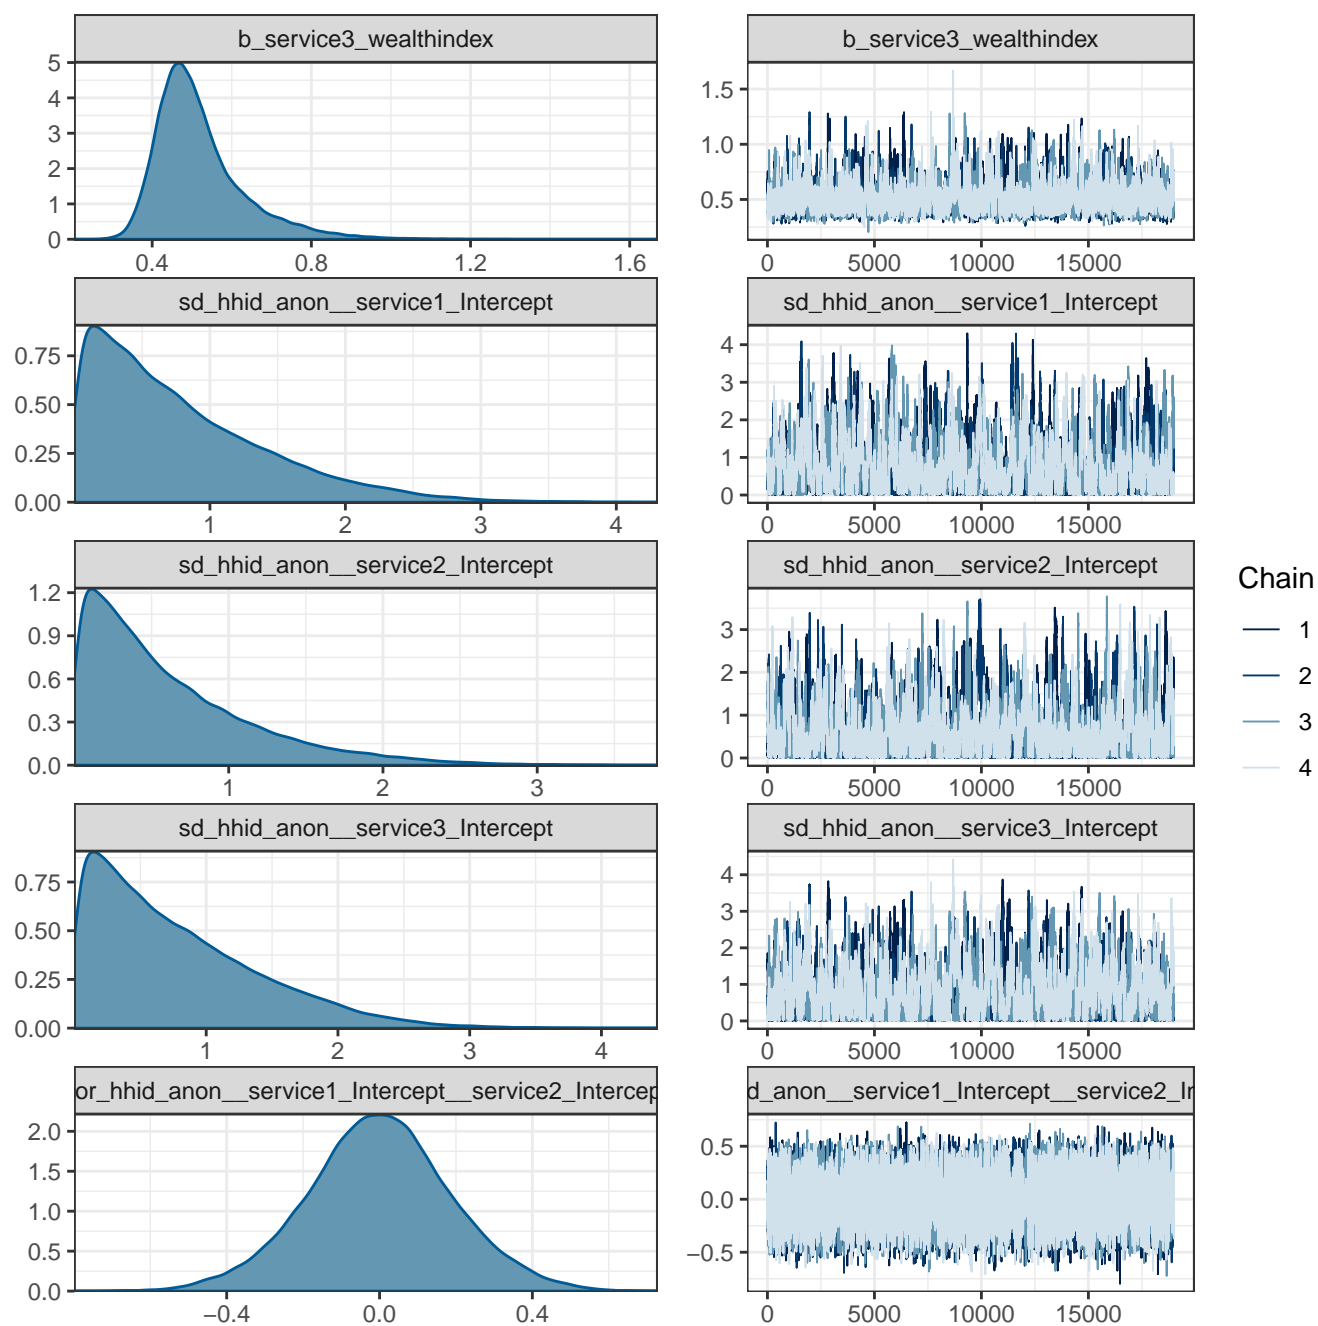 b_service3_wealthindex
b_service3_wealthindex
5
4
3
2
1
0
0.4 0.8 1.2 1.6
1.5
1.0
0.5
0 5000 10000 15000
sd_hhid_anon__service1_Intercept
sd_hhid_anon__service1_Intercept
0.75
0.50
0.25
0.00
1 2 3 4
4
3
2
1
0
0 5000 10000 15000
sd_hhid_anon__service2_Intercept
sd_hhid_anon__service2_Intercept
1.2
0.9
0.6
0.3
0.0
1 2 3
3
2
1
0
0 5000 10000 15000
sd_hhid_anon__service3_Intercept
sd_hhid_anon__service3_Intercept
0.75
0.50
0.25
0.00
1 2 3 4
4
3
2
1
0
0 5000 10000 15000
or_hhid_anon__service1_Intercept__service2_Intercep
d_anon__service1_Intercept__service2_In
2.0
1.5
1.0
0.5
0.0
−0.4 0.0 0.4
0.5
0.0
−0.5
0 5000 10000 15000
Chain
1
2
3
4